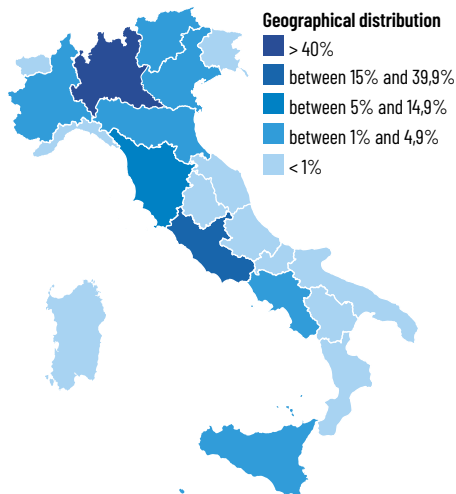 Geographical distribution
> 40%
between 15% and 39,9%
between 5% and 14,9%
between 1% and 4,9%
< 1%